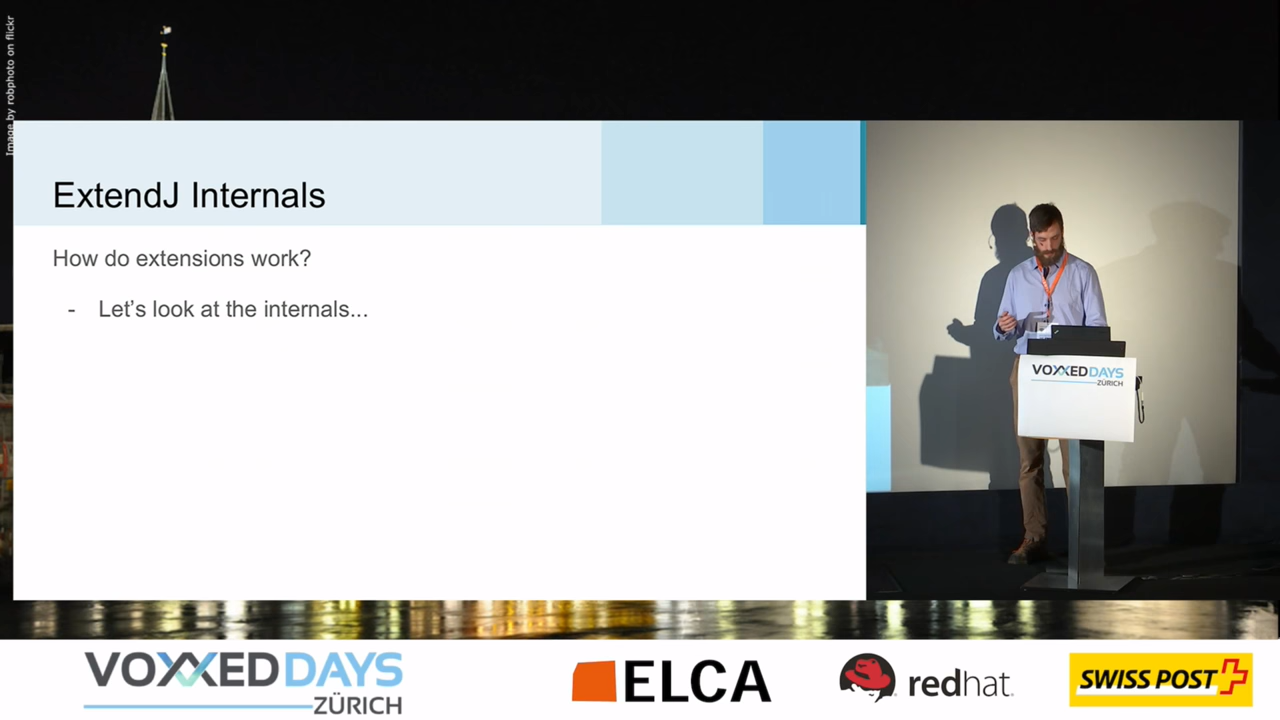 Image by robphoto on flickr
ExtendJ Internals
How do extensions work?
- Let's look at the internals...
VOXXED DAYS
ZÜRICH
VOXXED DAYS
ZÜRICH
ELCA
redhat.
SWISS POST